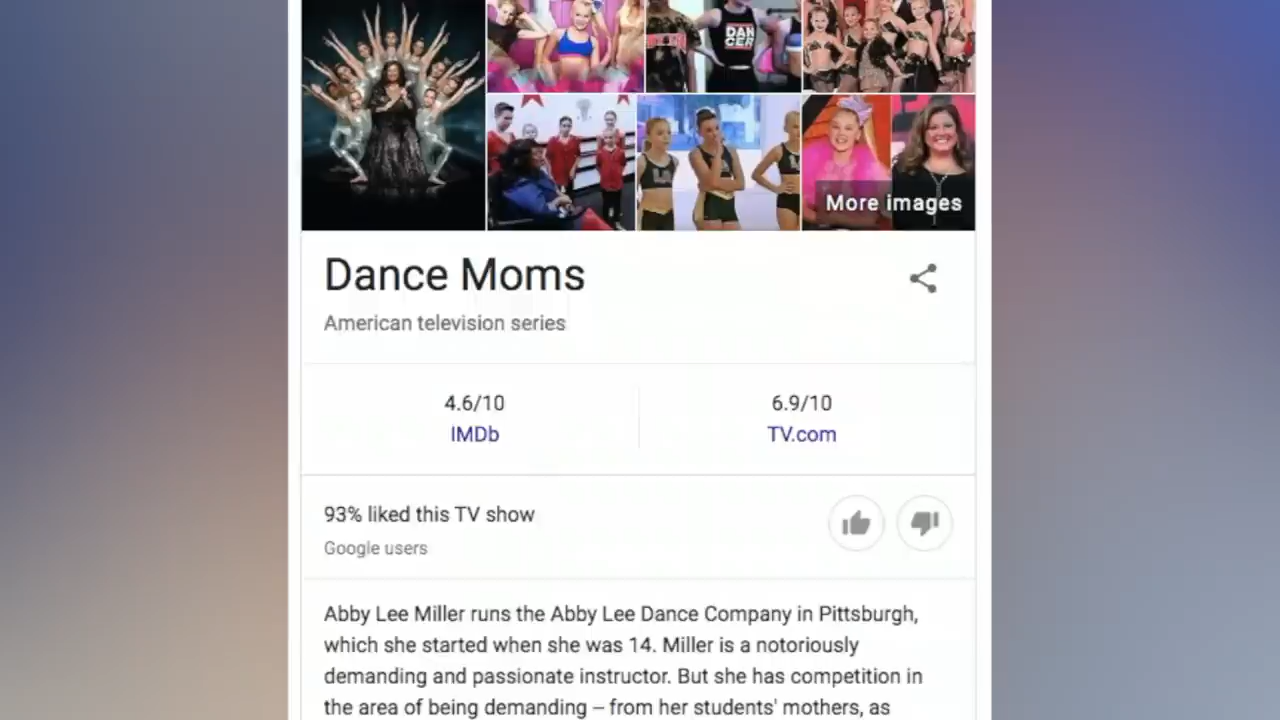 DAN
CER
More images
Dance Moms
American television series
4.6/10
6.9/10
IMDb
TV.com
93% liked this TV show
Google users
Abby Lee Miller runs the Abby Lee Dance Company in Pittsburgh,
which she started when she was 14. Miller is a notoriously
demanding and passionate instructor. But she has competition in
the area of being demanding – from her students' mothers, as